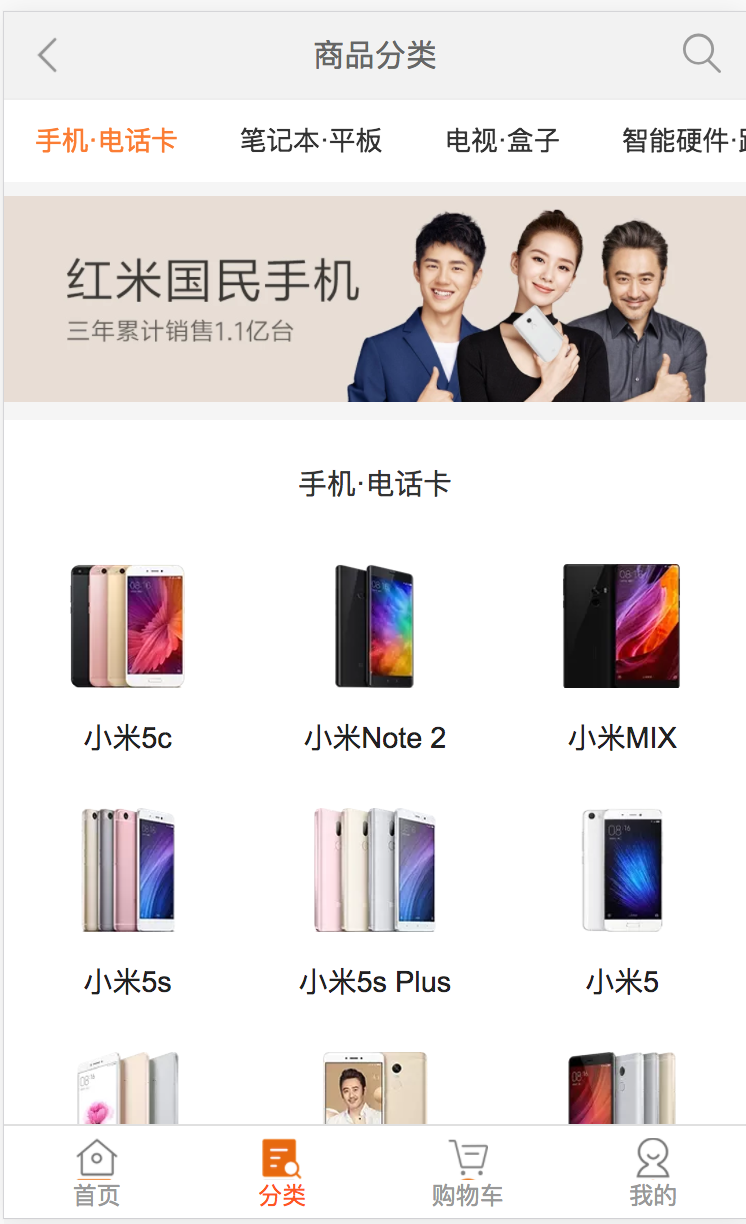 商品分类
手机·电话卡 笔记本·平板 电视·盒子 智能硬件·
红米国民手机
三年累计销售1.1亿台
手机·电话卡
小米5c 小米Note 2 小米MIX
小米5s 小米5s Plus 小米5
首页 分类 购物车 我的